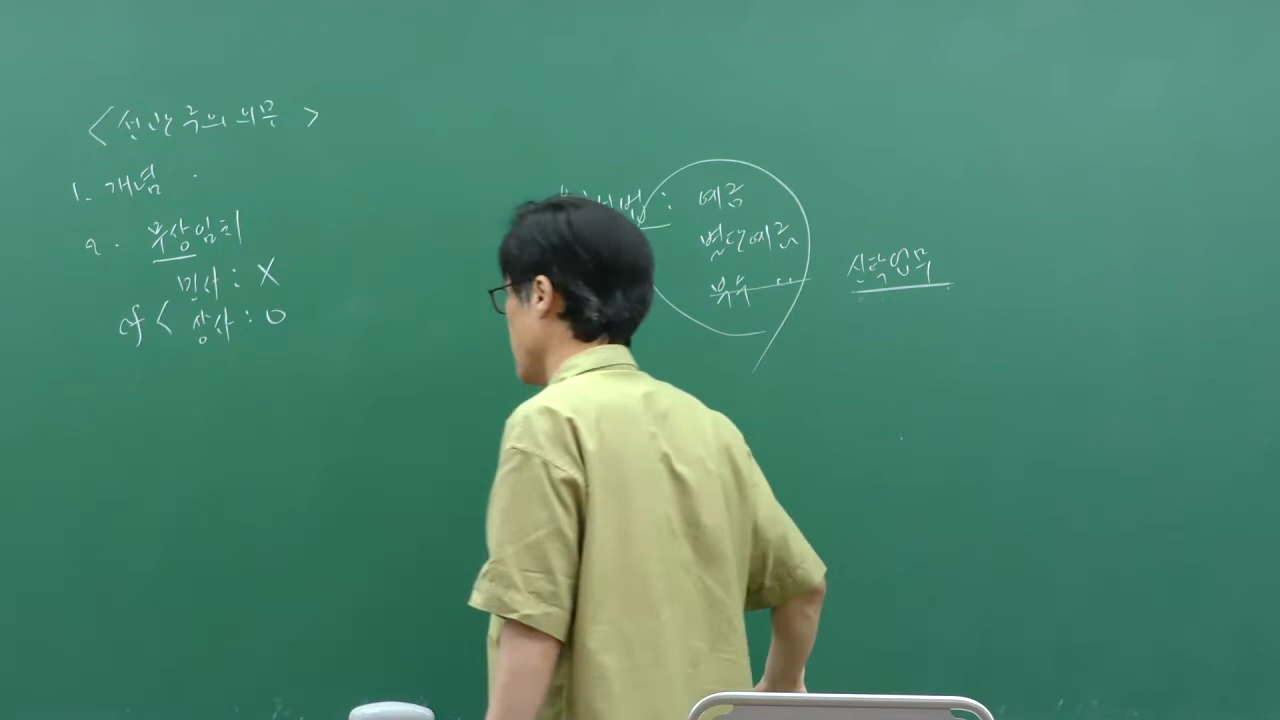 <선관주의 의무>
1. 개념
2. 무상임치
민사 : X
cf < 상사 : O
법 : 예금
별단예금
신탁업무